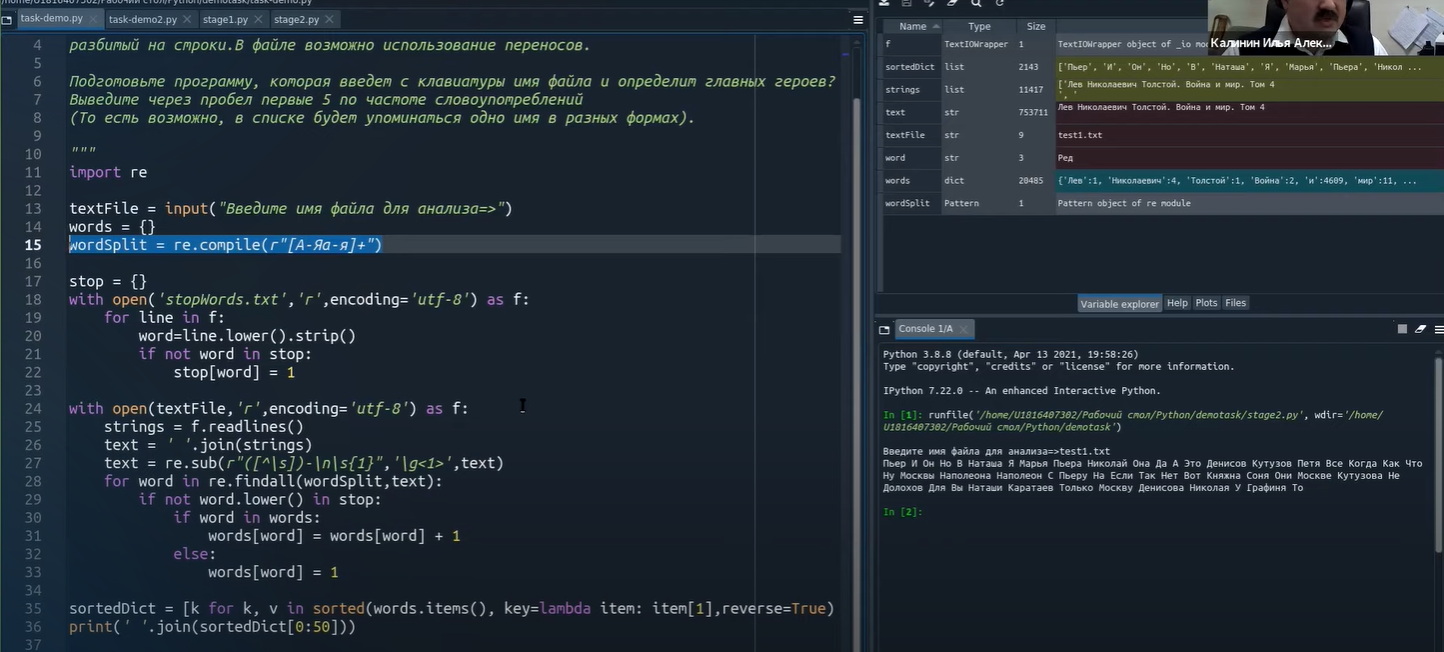 /home/U1816407302/Рабочий стол/Python/demotask/task-demo.py
task-demo.py task-demo2.py stage1.py stage2.py
4 разбитый на строки.В файле возможно использование переносов.
5
6 Подготовьте программу, которая введет с клавиатуры имя файла и определит главных героев?
7 Выведите через пробел первые 5 по частоте словоупотреблений
8 (То есть возможно, в списке будет упоминаться одно имя в разных формах).
9
10 """
11 import re
12
13 textFile = input("Введите имя файла для анализа=>")
14 words = {}
15 wordSplit = re.compile(r"[А-Яа-я]+")
16
17 stop = {}
18 with open('stopWords.txt','r',encoding='utf-8') as f:
19 for line in f:
20 word=line.lower().strip()
21 if not word in stop:
22 stop[word] = 1
23
24 with open(textFile,'r',encoding='utf-8') as f:
25 strings = f.readlines()
26 text = ' '.join(strings)
27 text = re.sub(r"([^\s])-\n\s{1}",'\g<1>',text)
28 for word in re.findall(wordSplit,text):
29 if not word.lower() in stop:
30 if word in words:
31 words[word] = words[word] + 1
32 else:
33 words[word] = 1
34
35 sortedDict = [k for k, v in sorted(words.items(), key=lambda item: item[1],reverse=True)
36 print(' '.join(sortedDict[0:50]))
37
Name Type Size
Калинин Илья Алек...
f TextIOWrapper 1 TextIOWrapper object of _io mo
sortedDict list 2143 ['Пьер', 'И', 'Он', 'Но', 'В', 'Наташа', 'Я', 'Марья', 'Пьера', 'Никол ...
strings list 11417 ['Лев Николаевич Толстой. Война и мир. Том 4
', '
text str 753711 Лев Николаевич Толстой. Война и мир. Том 4
textFile str 9 test1.txt
word str 3 Ред
words dict 20485 {'Лев':1, 'Николаевич':4, 'Толстой':1, 'Война':2, 'и':4609, 'мир':11, ...
wordSplit Pattern 1 Pattern object of re module
Variable explorer Help Plots Files
Console 1/A
Python 3.8.8 (default, Apr 13 2021, 19:58:26)
Type "copyright", "credits" or "license" for more information.
IPython 7.22.0 -- An enhanced Interactive Python.
In [1]: runfile('/home/U1816407302/Рабочий стол/Python/demotask/stage2.py', wdir='/home/
U1816407302/Рабочий стол/Python/demotask')
Введите имя файла для анализа=>test1.txt
Пьер И Он Но В Наташа Я Марья Пьера Николай Она Да А Это Денисов Кутузов Петя Все Когда Как Что
Ну Москвы Наполеона Наполеон С Пьеру На Если Так Нет Вот Княжна Соня Они Москве Кутузова Не
Долохов Для Вы Наташи Каратаев Только Москву Денисова Николая У Графиня То
In [2]: